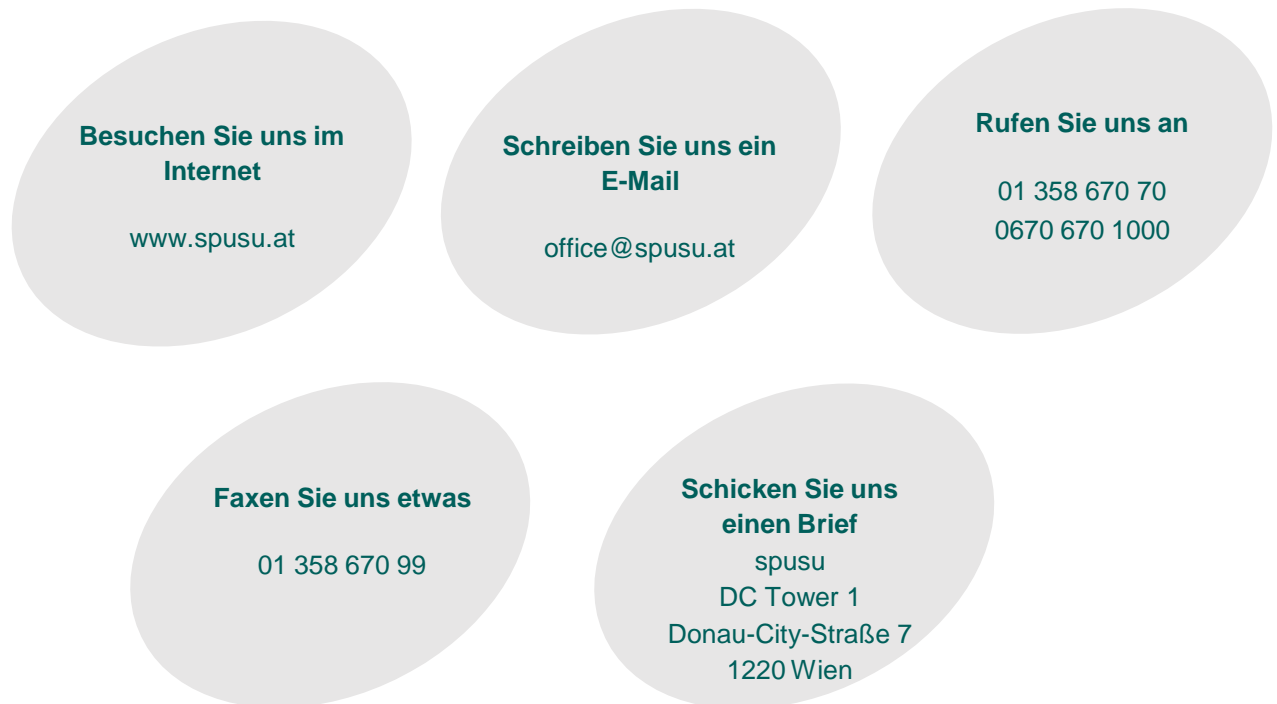 Besuchen Sie uns im
Internet
www.spusu.at
Schreiben Sie uns ein
E-Mail
office@spusu.at
Rufen Sie uns an
01 358 670 70
0670 670 1000
Faxen Sie uns etwas
01 358 670 99
Schicken Sie uns
einen Brief
spusu
DC Tower 1
Donau-City-Straße 7
1220 Wien